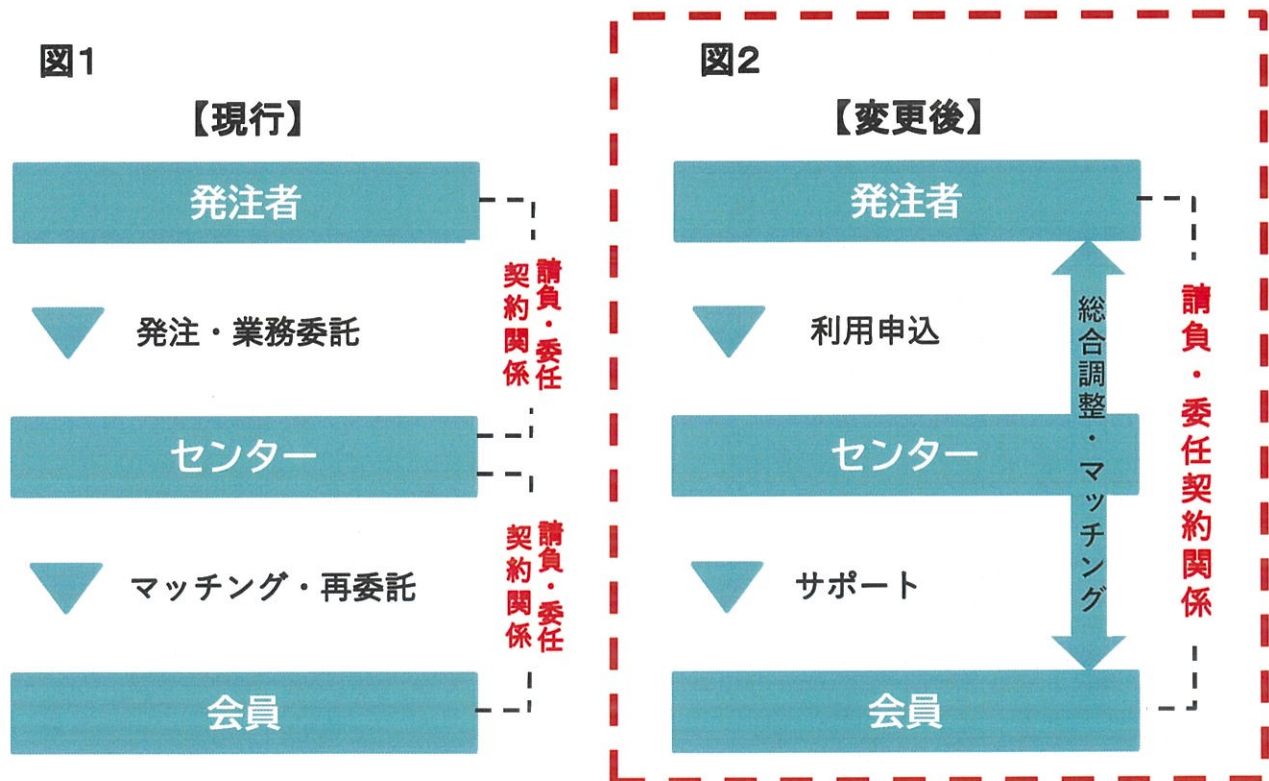 図1
【現行】
発注者
発注・業務委託
請負・委任
契約関係
センター
マッチング・再委託
請負・委任
契約関係
会員
図2
【変更後】
発注者
利用申込
センター
サポート
総合調整・マッチング
請負・委任契約関係
会員